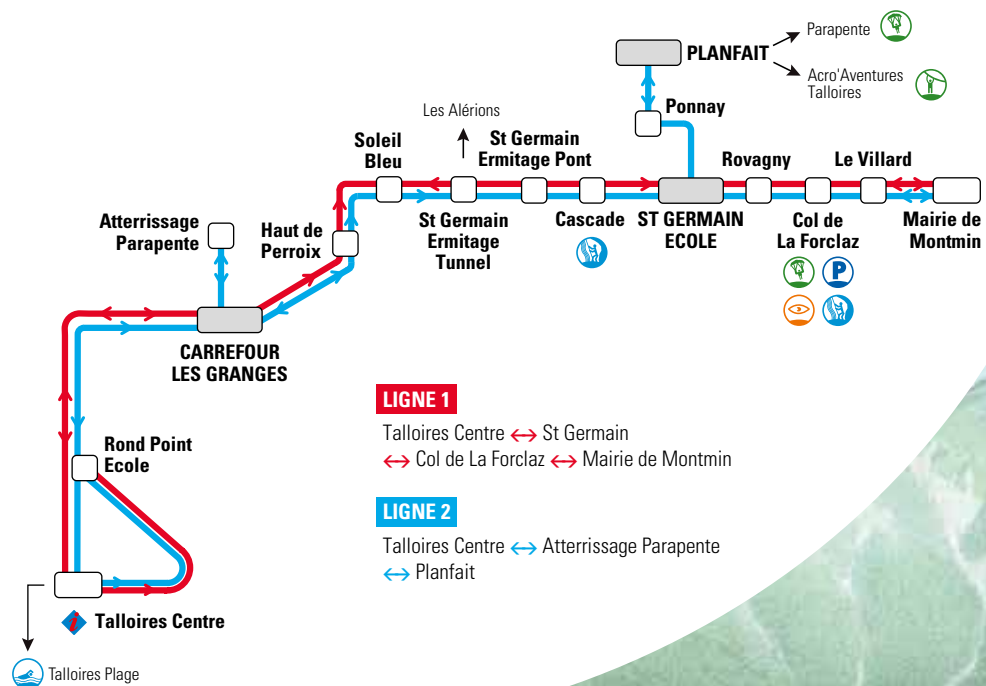 Parapente
PLANFAIT
Acro'Aventures
Talloires
Ponnay
Les Alérions
Soleil
Bleu
St Germain
Ermitage Pont
Rovagny
Le Villard
Atterrissage
Parapente
Haut de
Perroix
St Germain
Ermitage
Tunnel
Cascade
ST GERMAIN
ECOLE
Col de
La Forclaz
P
Mairie de
Montmin
CARREFOUR
LES GRANGES
LIGNE 1
Talloires Centre ↔ St Germain
↔ Col de La Forclaz ↔ Mairie de Montmin
Rond Point
Ecole
LIGNE 2
Talloires Centre ↔ Atterrissage Parapente
↔ Planfait
i Talloires Centre
Talloires Plage